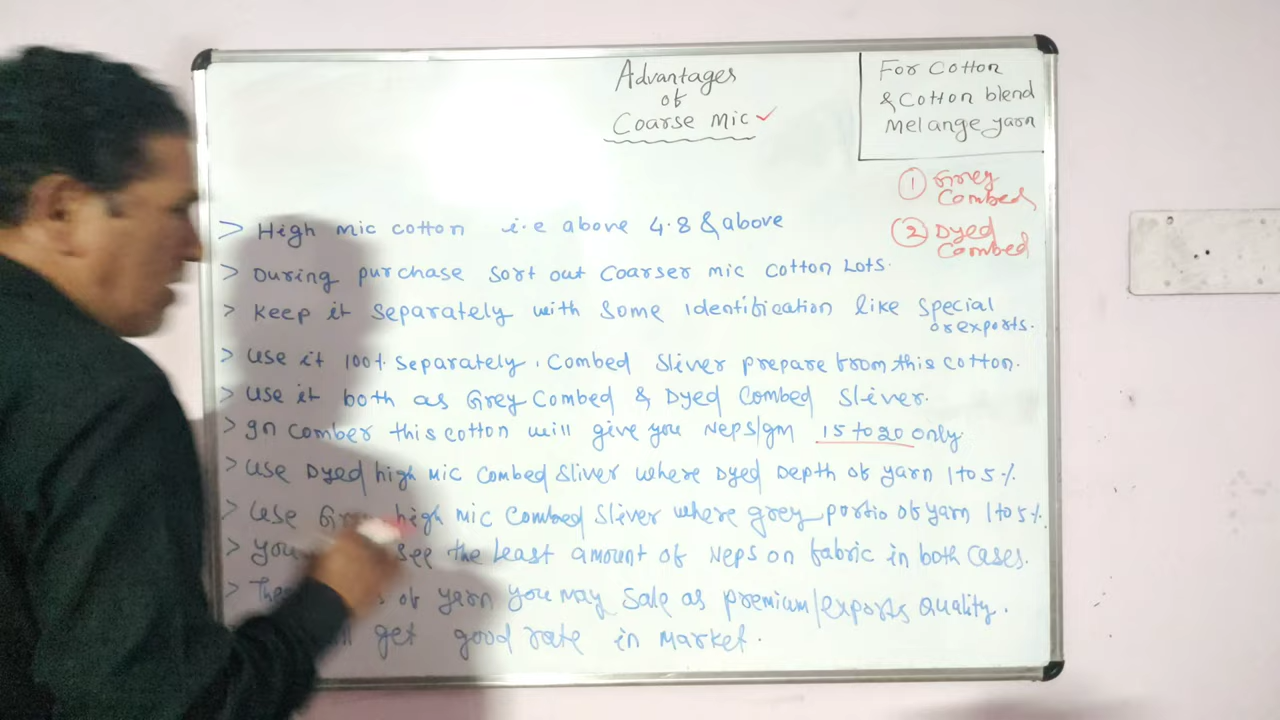 Advantages
of
Coarse mic ✓
For Cotton
& Cotton blend
Melange yarn
① Grey
Combed
② Dyed
Combed
> High mic cotton i.e above 4.8 & above
> During purchase sort out coarser mic cotton Lots.
> Keep it separately with some identification like special
or exports.
> Use it 100% separately. Combed sliver prepare from this cotton.
> Use it both as Grey Combed & Dyed Combed Sliver.
> In comber this cotton will give you Neps/gm 15 to 20 only.
> Use Dyed high mic combed sliver where Dyed Depth of yarn 1 to 5%
> Use high mic combed sliver where grey portio of yarn 1 to 5%.
> You see the least amount of Neps on fabric in both cases.
> of yarn you may sale as premium/exports quality.
get good rate in market.